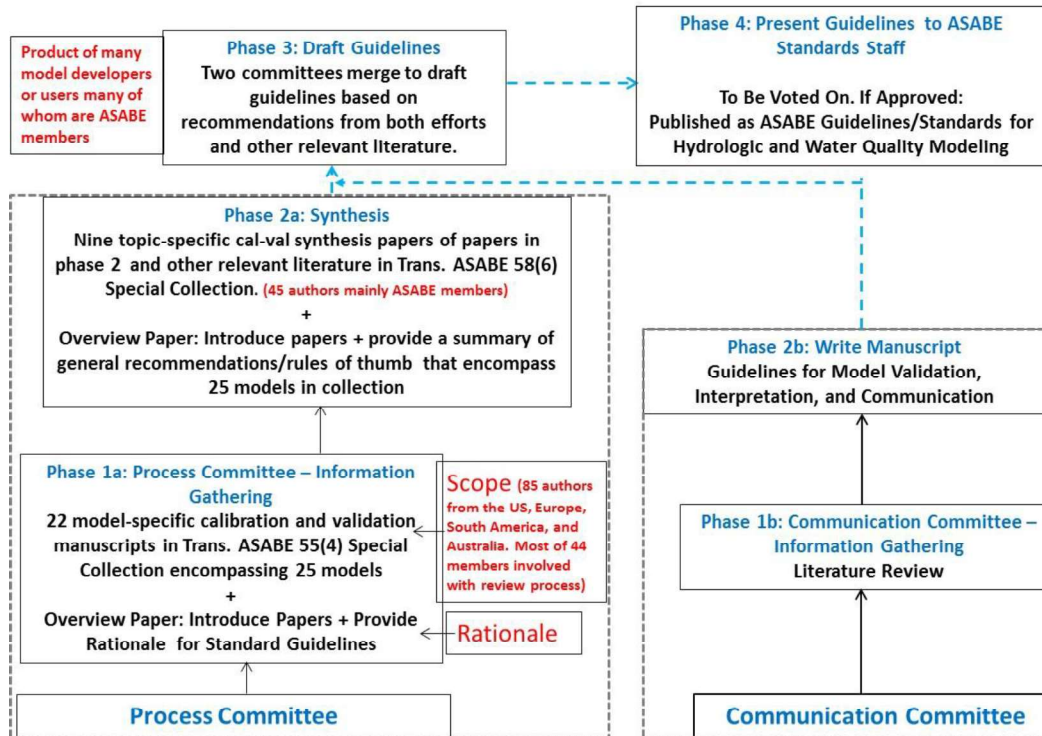 Product of many
model developers
or users many of
whom are ASABE
members
Phase 3: Draft Guidelines
Two committees merge to draft
guidelines based on
recommendations from both efforts
and other relevant literature.
Phase 4: Present Guidelines to ASABE
Standards Staff
To Be Voted On. If Approved:
Published as ASABE Guidelines/Standards for
Hydrologic and Water Quality Modeling
Phase 2a: Synthesis
Nine topic-specific cal-val synthesis papers of papers in
phase 2 and other relevant literature in Trans. ASABE 58(6)
Special Collection. (45 authors mainly ASABE members)
+
Overview Paper: Introduce papers + provide a summary of
general recommendations/rules of thumb that encompass
25 models in collection
Phase 2b: Write Manuscript
Guidelines for Model Validation,
Interpretation, and Communication
Phase 1a: Process Committee – Information
Gathering
22 model-specific calibration and validation
manuscripts in Trans. ASABE 55(4) Special
Collection encompassing 25 models
+
Overview Paper: Introduce Papers + Provide
Rationale for Standard Guidelines
Scope (85 authors
from the US, Europe,
South America, and
Australia. Most of 44
members involved
with review process)
Rationale
Phase 1b: Communication Committee –
Information Gathering
Literature Review
Process Committee
Communication Committee